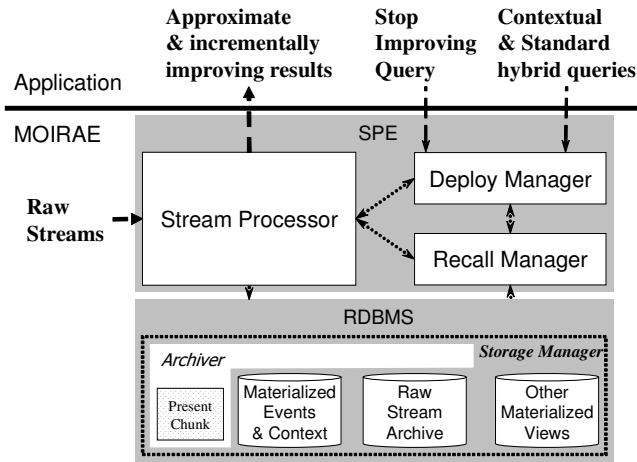 Approximate
& incrementally
improving results
Stop
Improving
Query
Contextual
& Standard
hybrid queries
Application
MOIRAE
SPE
Raw
Streams
Stream Processor
Deploy Manager
Recall Manager
RDBMS
Archiver
Storage Manager
Present
Chunk
Materialized
Events
& Context
Raw
Stream
Archive
Other
Materialized
Views